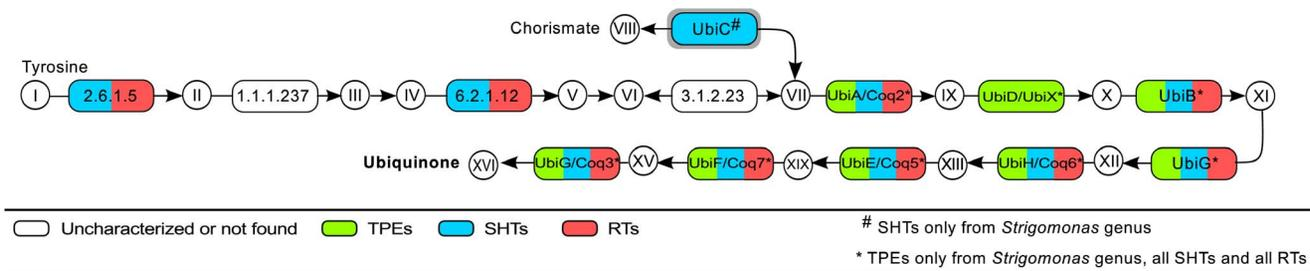 Chorismate VIII UbiC#
Tyrosine
I 2.6.1.5 II 1.1.1.237 III IV 6.2.1.12 V VI 3.1.2.23 VII UbiA/Coq2* IX UbiD/UbiX* X UbiB* XI
Ubiquinone XVI UbiG/Coq3* XV UbiF/Coq7* XIX UbiE/Coq5* XIII UbiH/Coq6* XII UbiG*
Uncharacterized or not found TPEs SHTs RTs # SHTs only from Strigomonas genus
* TPEs only from Strigomonas genus, all SHTs and all RTs